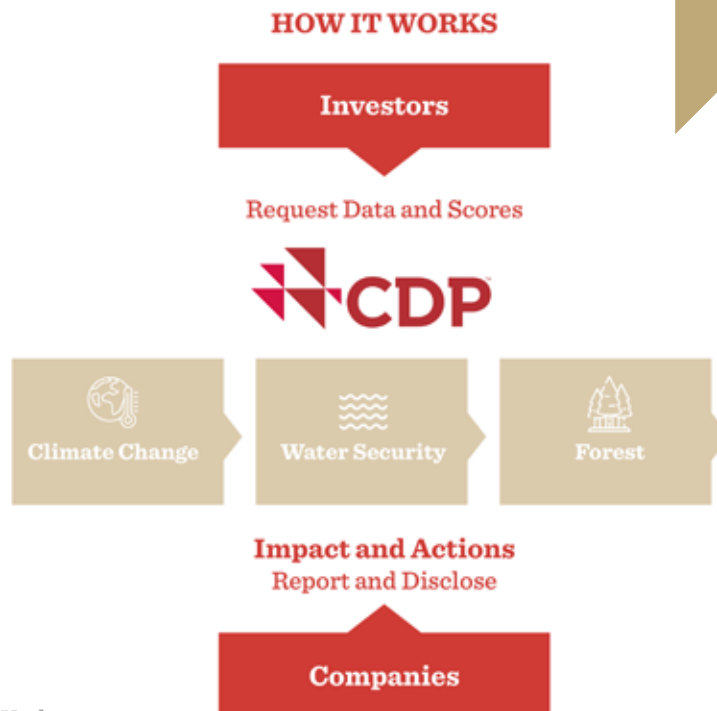 HOW IT WORKS
Investors
Request Data and Scores
CDP
Climate Change
Water Security
Forest
Impact and Actions
Report and Disclose
Companies